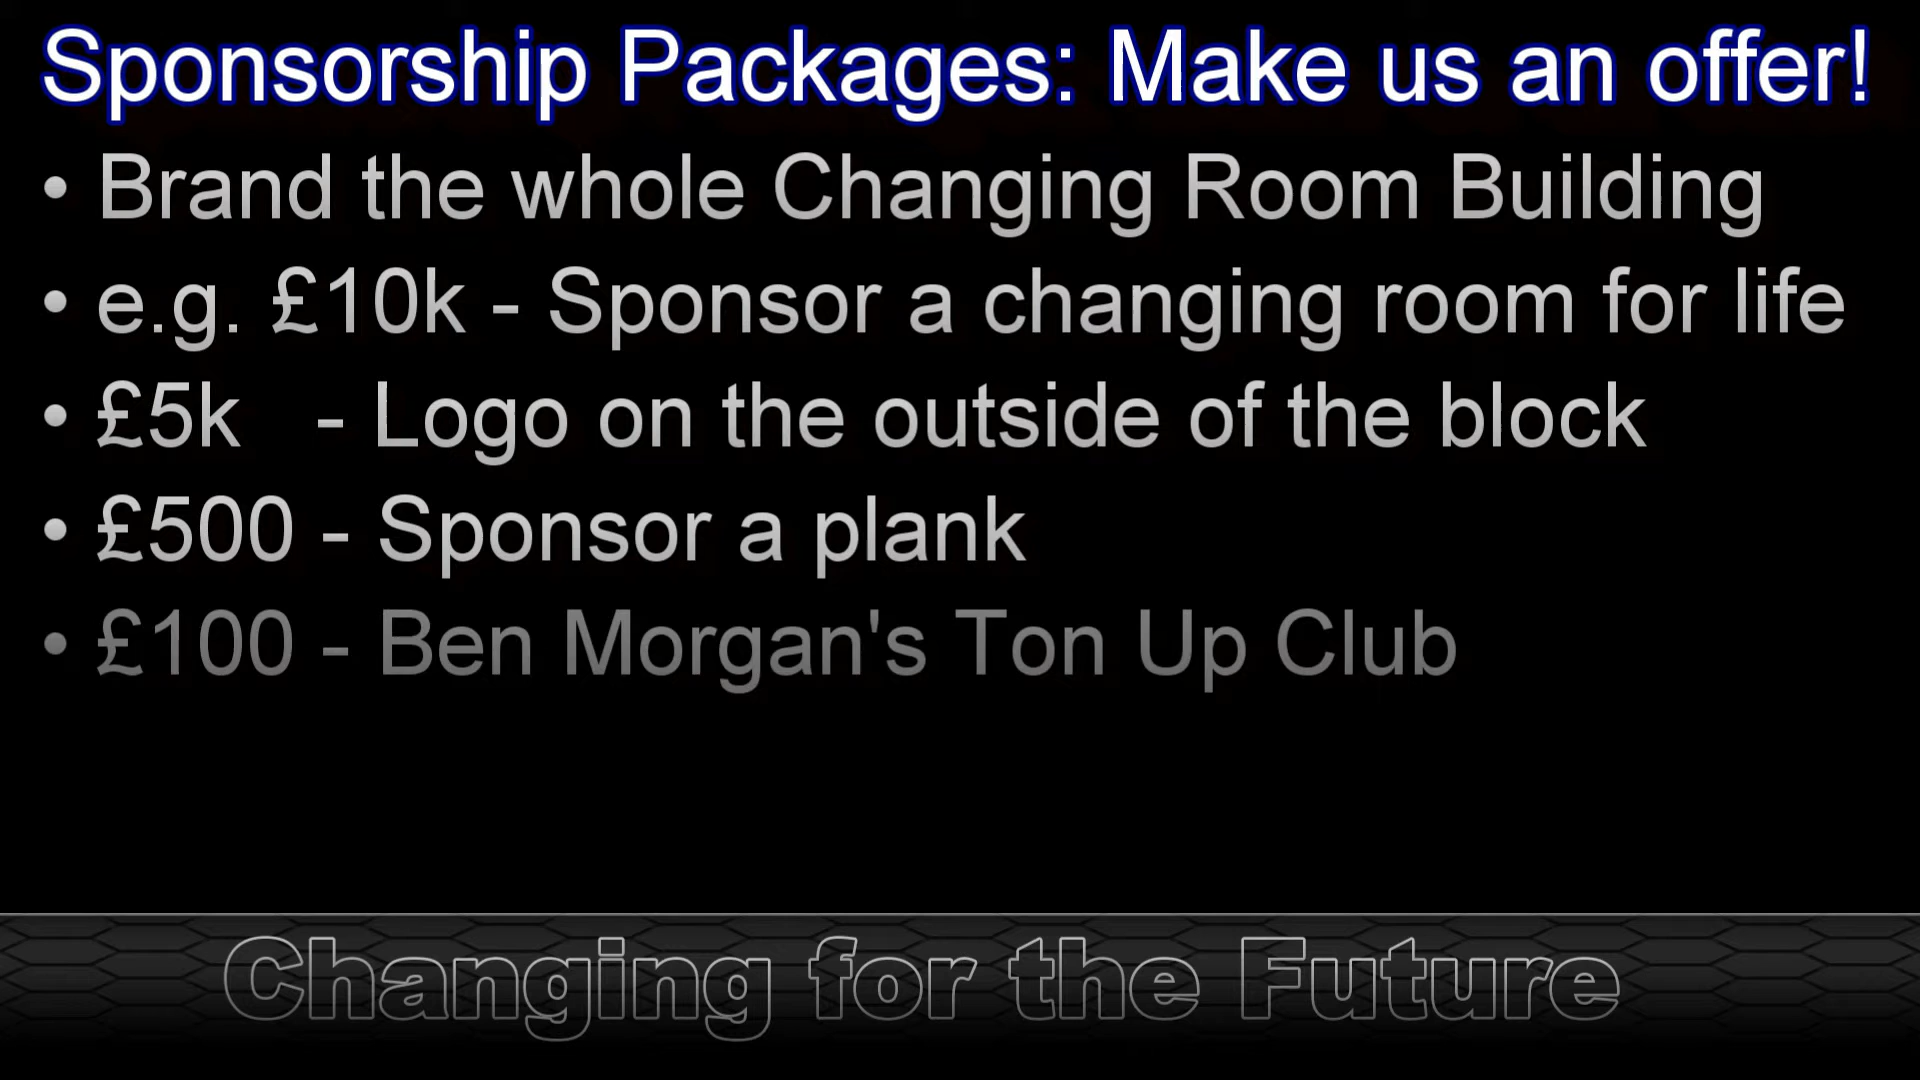 Sponsorship Packages: Make us an offer!
• Brand the whole Changing Room Building
• e.g. £10k - Sponsor a changing room for life
• £5k   - Logo on the outside of the block
• £500 - Sponsor a plank
• £100 - Ben Morgan's Ton Up Club
Changing for the Future